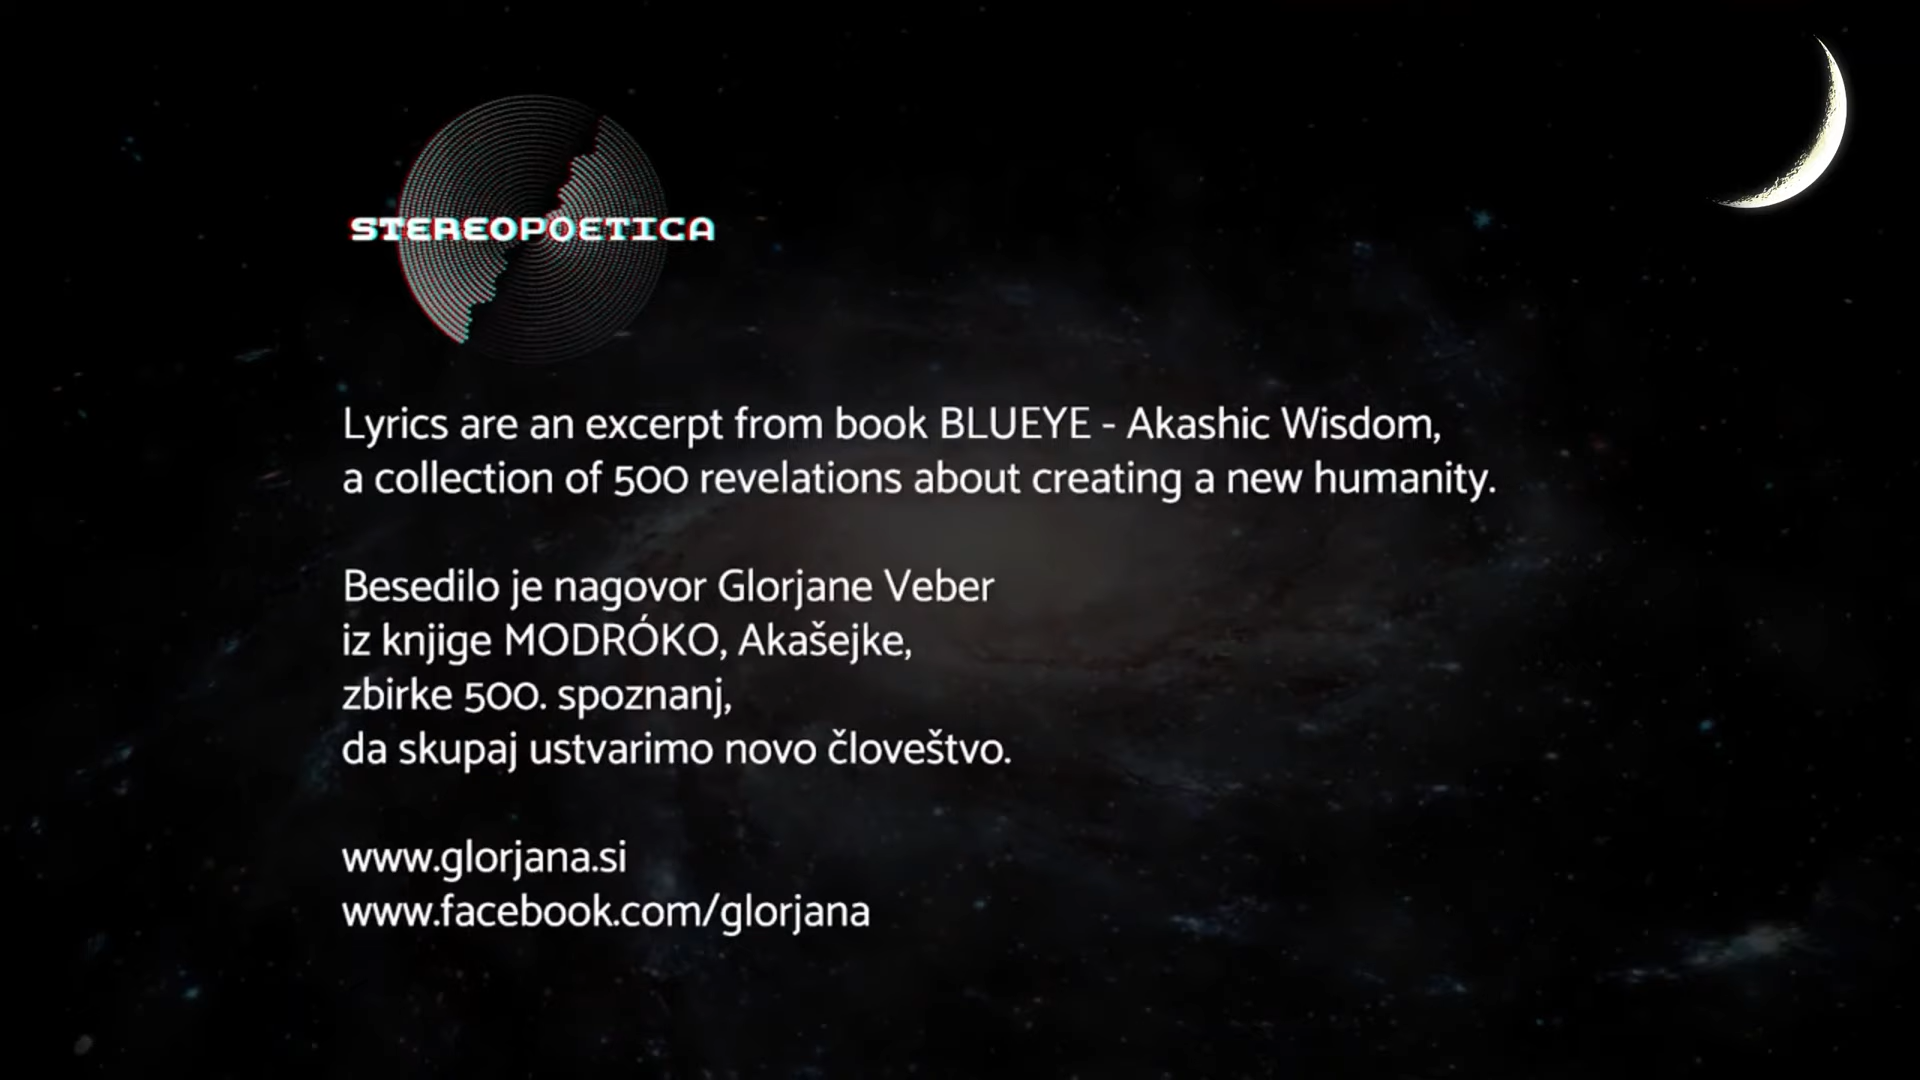 STEREOPOETICA
Lyrics are an excerpt from book BLUEYE - Akashic Wisdom,
a collection of 500 revelations about creating a new humanity.
Besedilo je nagovor Glorjane Veber
iz knjige MODRÓKO, Akašejke,
zbirke 500. spoznanj,
da skupaj ustvarimo novo človeštvo.
www.glorjana.si
www.facebook.com/glorjana